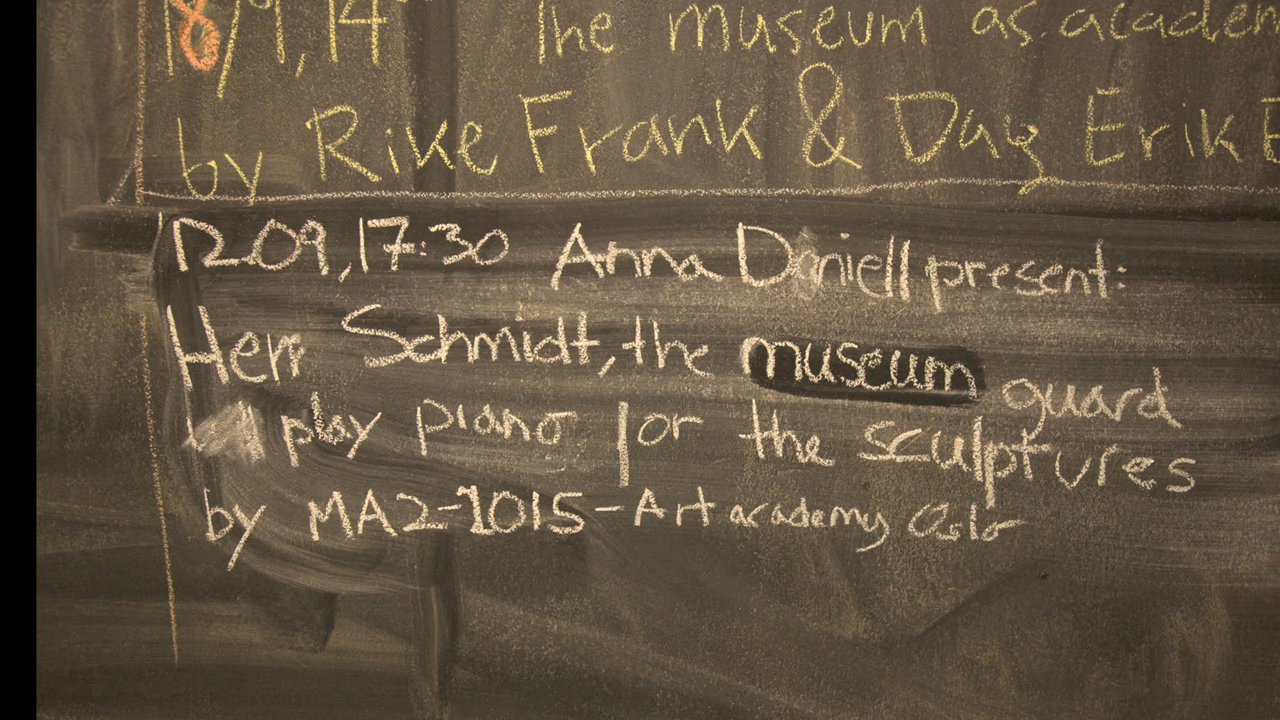 18/9, 14 The museum as academ
by Rike Frank & Dag Erik E
12.09, 17:30 Anna Daniell present:
Herr Schmidt, the museum guard
play piano for the sculptures
by MA2-2015-Art academy Oslo